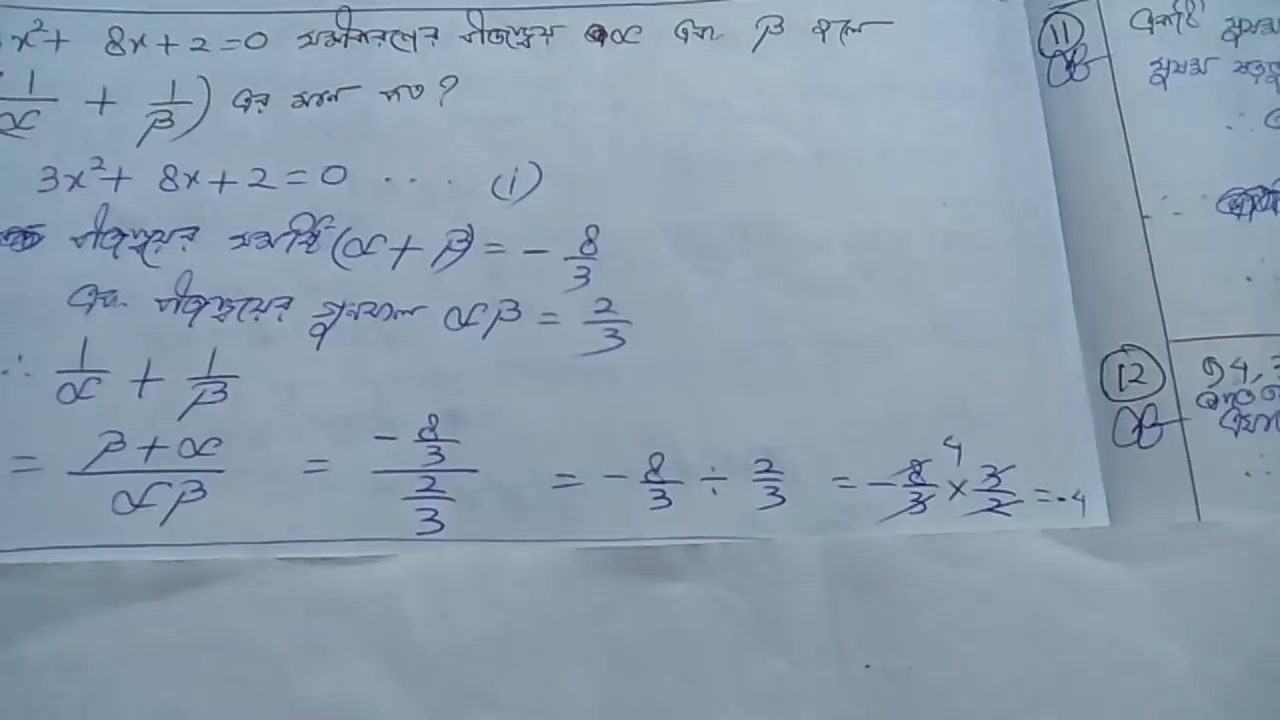 x² + 8x + 2 = 0 সমীকরণের বীজদ্বয় α এবং β হলে
1/α + 1/β) এর মান কত?
3x² + 8x + 2 = 0 .... (i)
বীজদ্বয়ের সমষ্টি (α + β) = - 8/3
এবং বীজদ্বয়ের গুণফল αβ = 2/3
∴ 1/α + 1/β
= β + α / αβ = - 8/3 / 2/3 = - 8/3 ÷ 2/3 = - 8/3 × 3/2 = -4
11
12